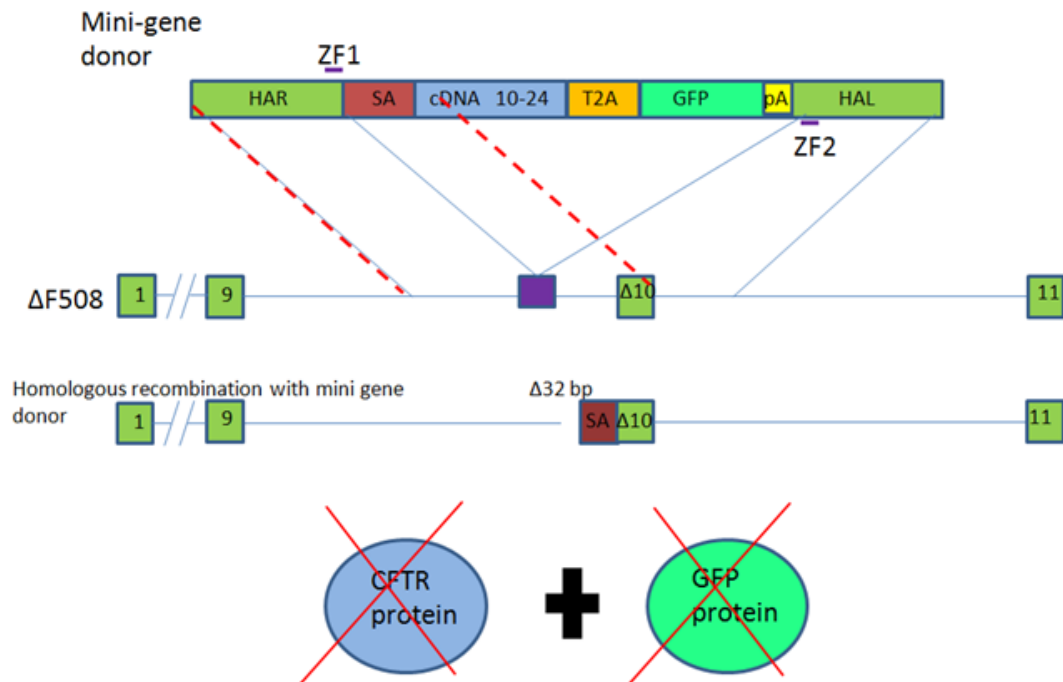 Mini-gene
donor
ZF1
HAR SA cDNA 10-24 T2A GFP pA HAL
ZF2
ΔF508 1 9 Δ10 11
Homologous recombination with mini gene Δ32 bp
donor
1 9 SA Δ10 11
CFTR GFP
protein protein